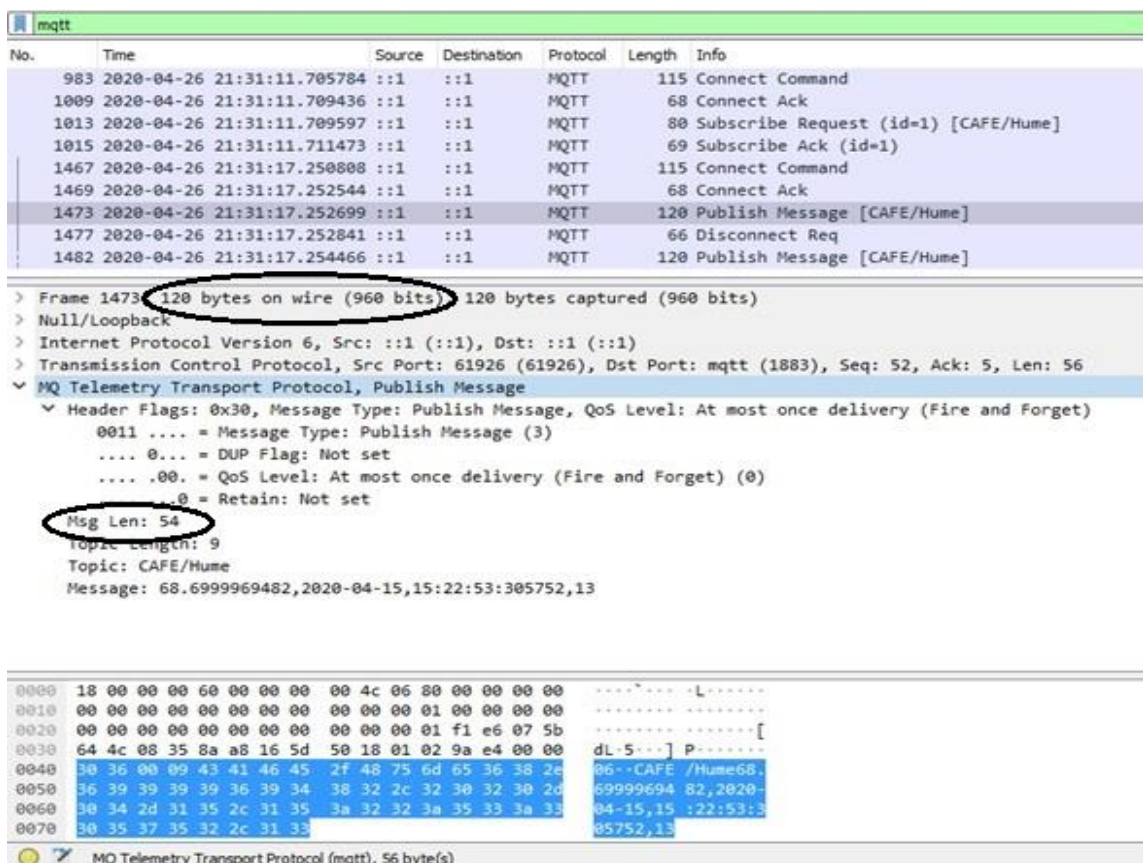 mqtt
No. Time Source Destination Protocol Length Info
983 2020-04-26 21:31:11.705784 ::1 ::1 MQTT 115 Connect Command
1009 2020-04-26 21:31:11.709436 ::1 ::1 MQTT 68 Connect Ack
1013 2020-04-26 21:31:11.709597 ::1 ::1 MQTT 80 Subscribe Request (id=1) [CAFE/Hume]
1015 2020-04-26 21:31:11.711473 ::1 ::1 MQTT 69 Subscribe Ack (id=1)
1467 2020-04-26 21:31:17.250808 ::1 ::1 MQTT 115 Connect Command
1469 2020-04-26 21:31:17.252544 ::1 ::1 MQTT 68 Connect Ack
1473 2020-04-26 21:31:17.252699 ::1 ::1 MQTT 120 Publish Message [CAFE/Hume]
1477 2020-04-26 21:31:17.252841 ::1 ::1 MQTT 66 Disconnect Req
1482 2020-04-26 21:31:17.254466 ::1 ::1 MQTT 120 Publish Message [CAFE/Hume]
> Frame 1473: 120 bytes on wire (960 bits), 120 bytes captured (960 bits)
> Null/Loopback
> Internet Protocol Version 6, Src: ::1 (::1), Dst: ::1 (::1)
> Transmission Control Protocol, Src Port: 61926 (61926), Dst Port: mqtt (1883), Seq: 52, Ack: 5, Len: 56
MQ Telemetry Transport Protocol, Publish Message
Header Flags: 0x30, Message Type: Publish Message, QoS Level: At most once delivery (Fire and Forget)
0011 .... = Message Type: Publish Message (3)
.... 0... = DUP Flag: Not set
.... .00. = QoS Level: At most once delivery (Fire and Forget) (0)
.... ...0 = Retain: Not set
Msg Len: 54
Topic Length: 9
Topic: CAFE/Hume
Message: 68.6999969482,2020-04-15,15:22:53:305752,13
0000 18 00 00 00 60 00 00 00 00 4c 06 80 00 00 00 00 ····`··· ·L······
0010 00 00 00 00 00 00 00 00 00 00 00 01 00 00 00 00 ········ ········
0020 00 00 00 00 00 00 00 00 00 00 00 01 f1 e6 07 5b ········ ·······[
0030 64 4c 08 35 8a a8 16 5d 50 18 01 02 9a e4 00 00 dL·5···] P·······
0040 30 36 00 09 43 41 46 45 2f 48 75 6d 65 36 38 2e 06··CAFE /Hume68.
0050 36 39 39 39 39 36 39 34 38 32 2c 32 30 32 30 2d 69999694 82,2020-
0060 30 34 2d 31 35 2c 31 35 3a 32 32 3a 35 33 3a 33 04-15,15 :22:53:3
0070 30 35 37 35 32 2c 31 33 05752,13
MQ Telemetry Transport Protocol (mqtt), 56 byte(s)